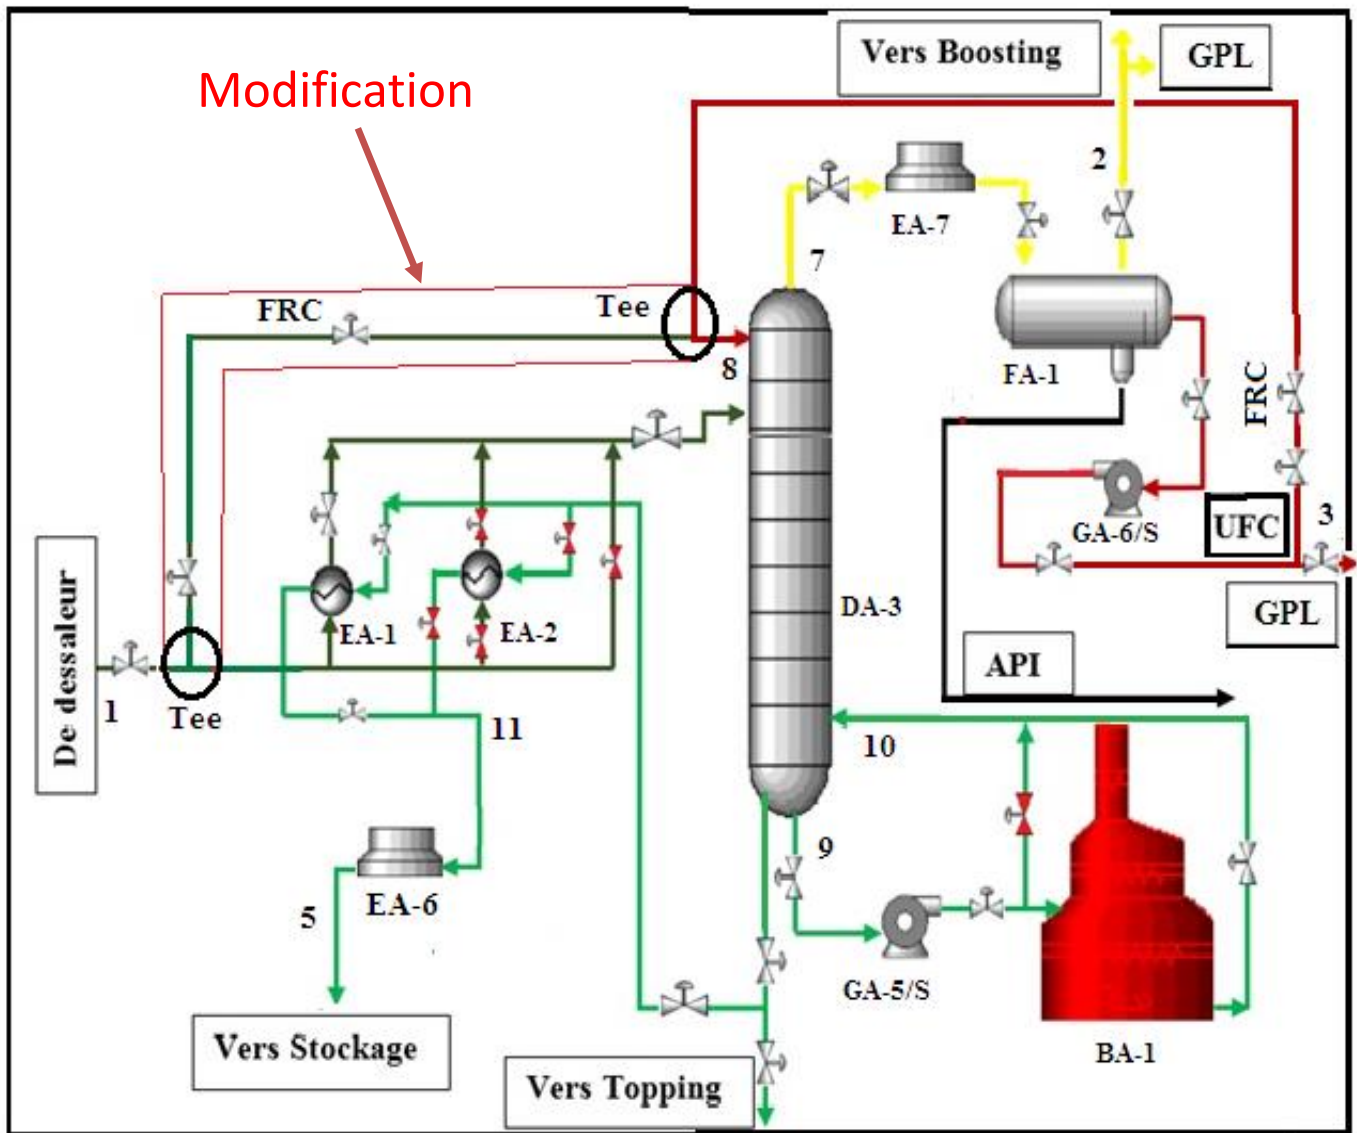 Vers Boosting
GPL
Modification
2
EA-7
7
FRC
Tee
8
FA-1
FRC
GA-6/S
UFC
3
De dessaleur
EA-1
EA-2
DA-3
GPL
API
1
Tee
11
10
9
EA-6
5
GA-5/S
Vers Stockage
BA-1
Vers Topping